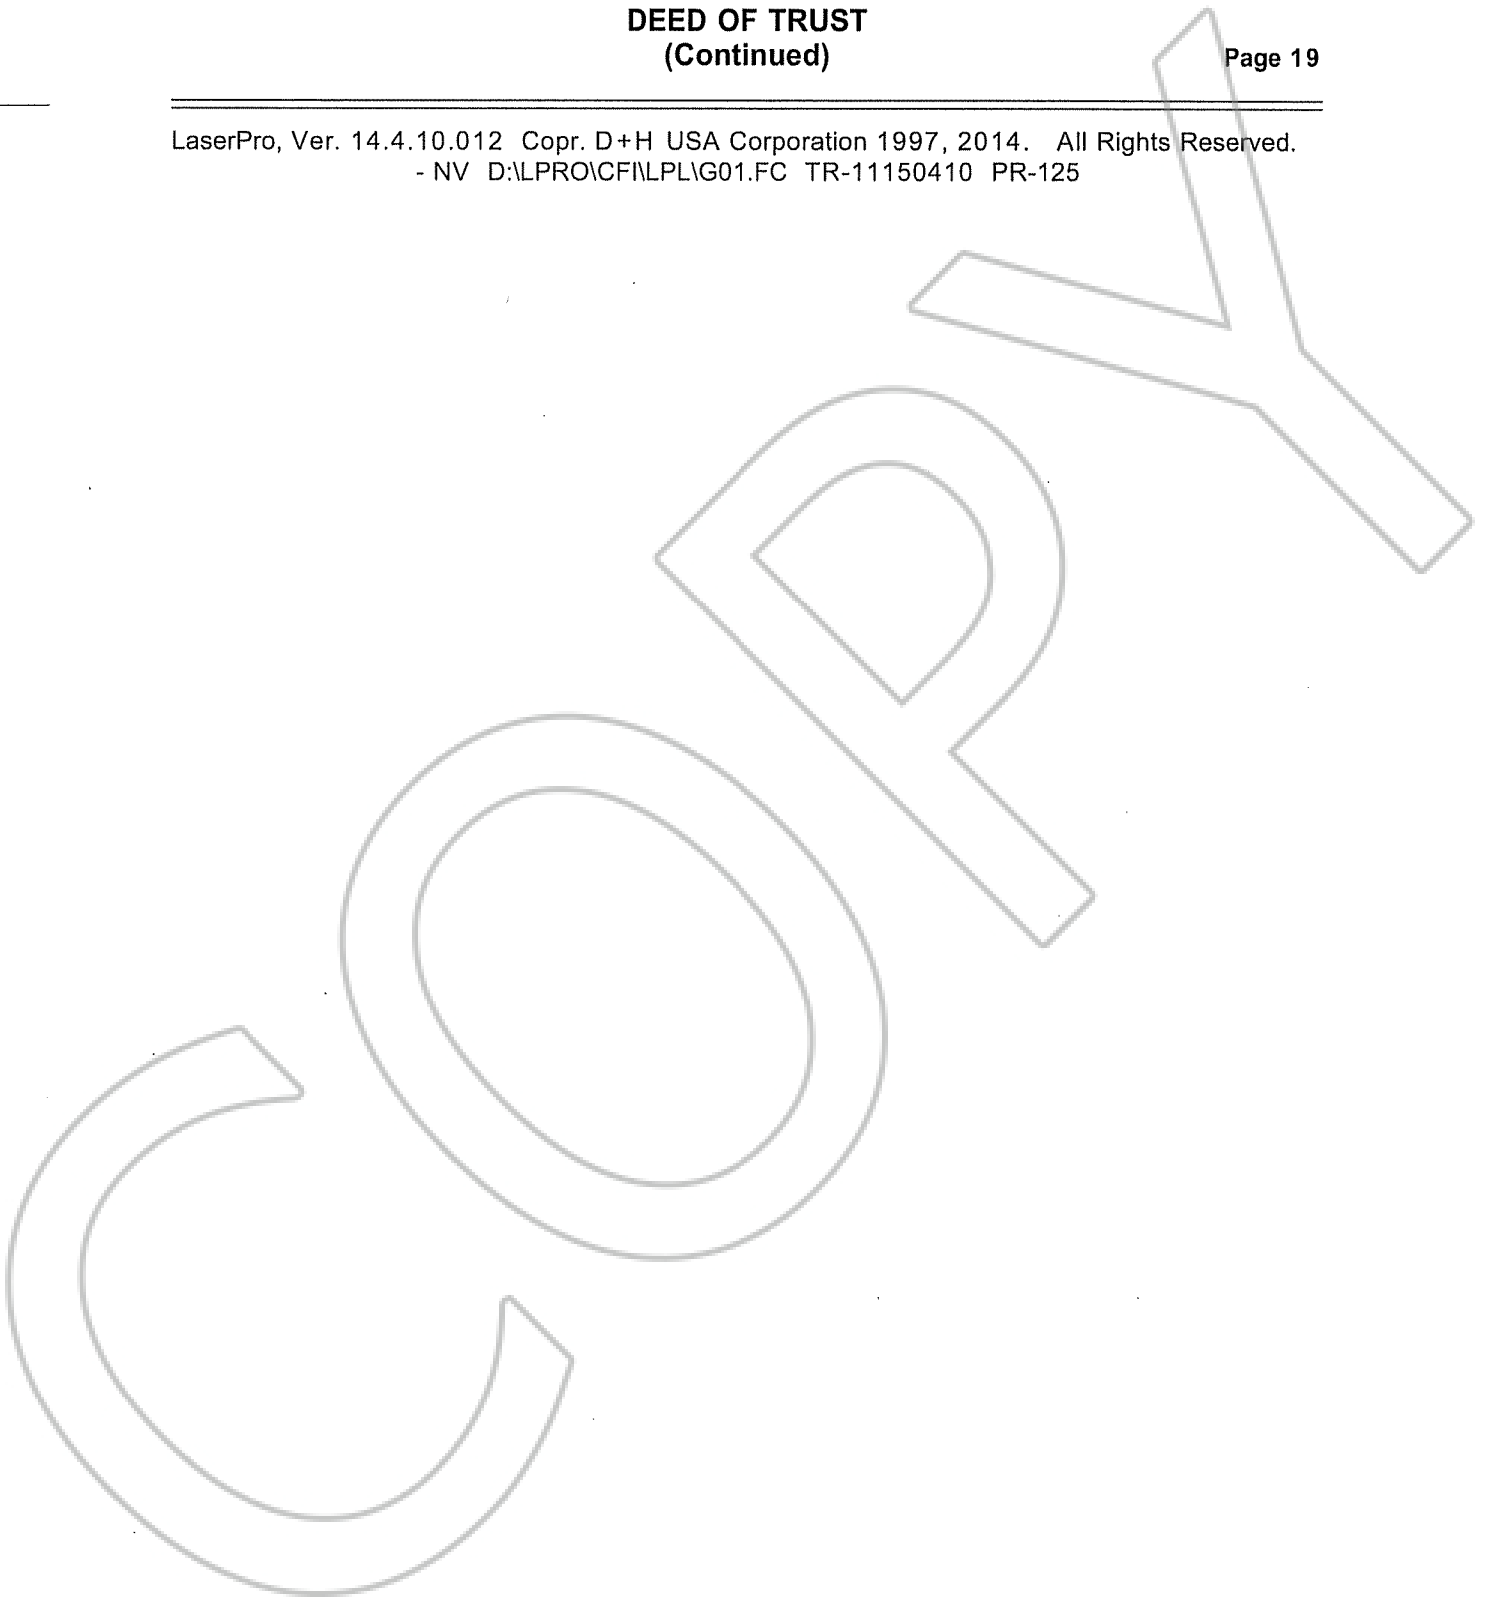 DEED OF TRUST
(Continued)
Page 19
LaserPro, Ver. 14.4.10.012 Copr. D+H USA Corporation 1997, 2014. All Rights Reserved.
- NV D:\LPRO\CFI\LPL\G01.FC TR-11150410 PR-125
COPY